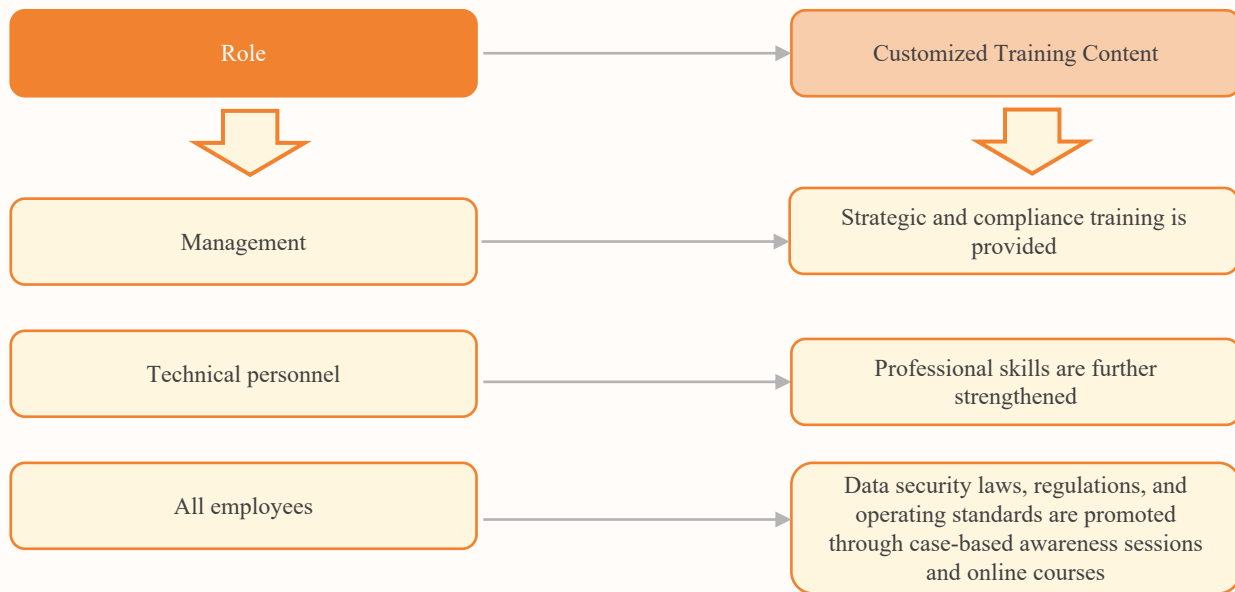 Role
Customized Training Content
Management
Strategic and compliance training is
provided
Technical personnel
Professional skills are further
strengthened
All employees
Data security laws, regulations, and
operating standards are promoted
through case-based awareness sessions
and online courses